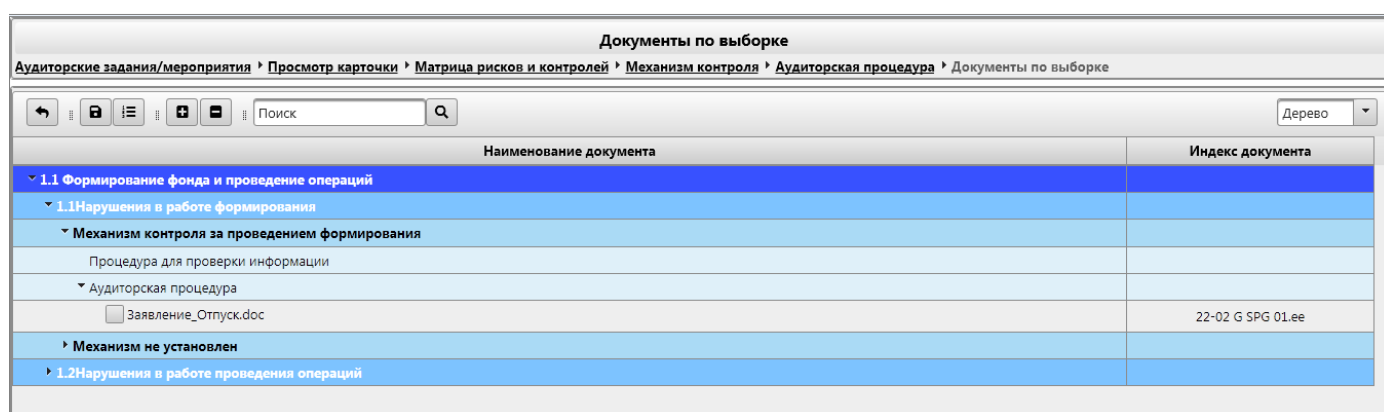 Документы по выборке
Аудиторские задания/мероприятия Просмотр карточки Матрица рисков и контролей Механизм контроля Аудиторская процедура Документы по выборке
Поиск Дерево
Наименование документа Индекс документа
1.1 Формирование фонда и проведение операций
1.1Нарушения в работе формирования
Механизм контроля за проведением формирования
Процедура для проверки информации
Аудиторская процедура
Заявление_Отпуск.doc 22-02 G SPG 01.ee
Механизм не установлен
1.2Нарушения в работе проведения операций